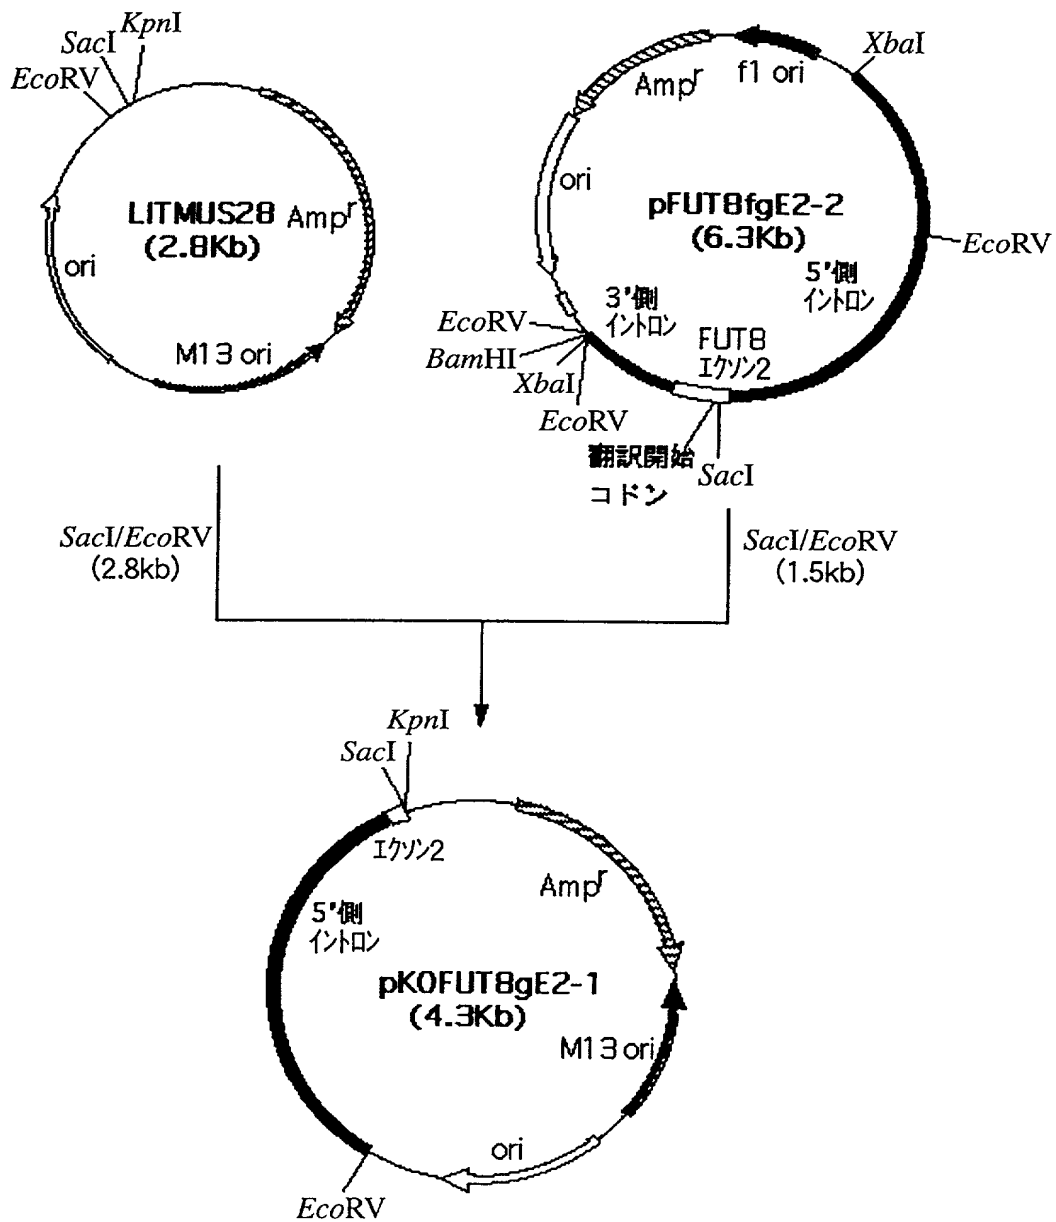 KpnI
SacI
EcoRV
LITMUS28
(2.8Kb)
Ampr
ori
M13 ori
XbaI
f1 ori
Ampr
ori
pFUT8fgE2-2
(6.3Kb)
EcoRV
5'側
イントロン
3'側
イントロン
FUT8
エクソン2
EcoRV
BamHI
XbaI
EcoRV
翻訳開始
コドン
SacI
SacI/EcoRV
(2.8kb)
SacI/EcoRV
(1.5kb)
KpnI
SacI
エクソン2
Ampr
5'側
イントロン
pKOFUT8gE2-1
(4.3Kb)
M13 ori
ori
EcoRV